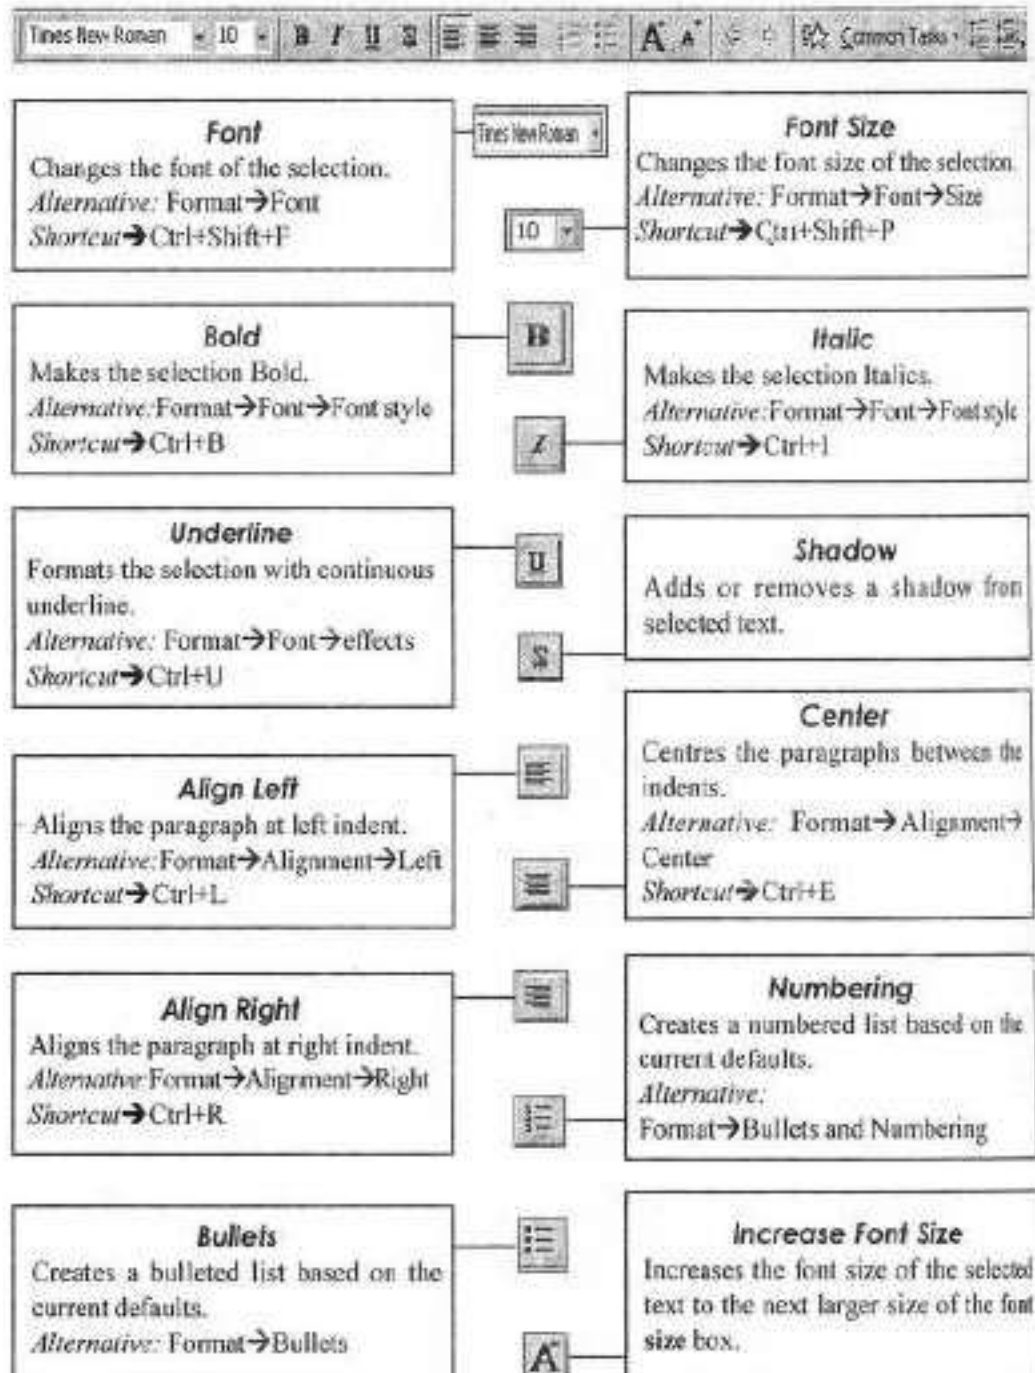 Times New Roman 10 B I U S A A Common Tasks
Font
Changes the font of the selection.
Alternative: Format→Font
Shortcut→Ctrl+Shift+F
Times New Roman
Font Size
Changes the font size of the selection
Alternative: Format→Font→Size
Shortcut→Ctrl+Shift+P
10
Bold
Makes the selection Bold.
Alternative:Format→Font→Font style
Shortcut→Ctrl+B
B
Italic
Makes the selection Italics.
Alternative:Format→Font→Font style
Shortcut→Ctrl+I
I
Underline
Formats the selection with continuous
underline.
Alternative: Format→Font→effects
Shortcut→Ctrl+U
U
Shadow
Adds or removes a shadow from
selected text.
S
Align Left
Aligns the paragraph at left indent.
Alternative:Format→Alignment→Left
Shortcut→Ctrl+L
Center
Centres the paragraphs between the
indents.
Alternative: Format→Alignment→
Center
Shortcut→Ctrl+E
Align Right
Aligns the paragraph at right indent.
Alternative Format→Alignment→Right
Shortcut→Ctrl+R
Numbering
Creates a numbered list based on the
current defaults.
Alternative:
Format→Bullets and Numbering
Bullets
Creates a bulleted list based on the
current defaults.
Alternative: Format→Bullets
Increase Font Size
Increases the font size of the selected
text to the next larger size of the font
size box.
A